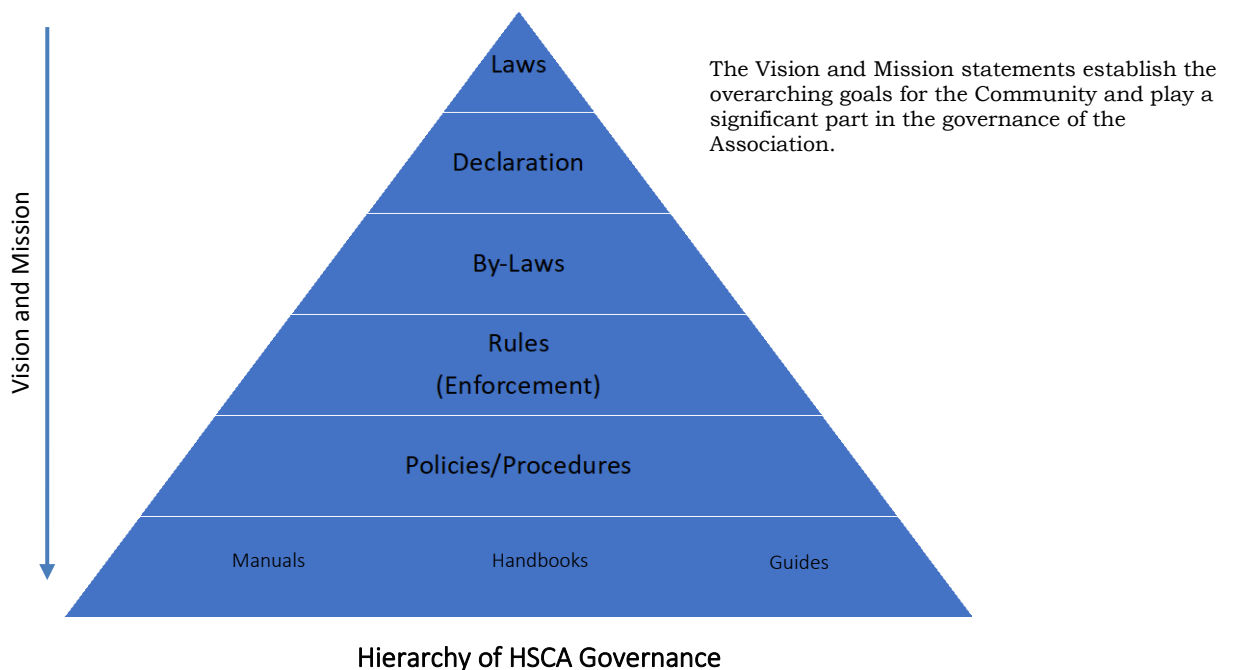 Laws
The Vision and Mission statements establish the
overarching goals for the Community and play a
significant part in the governance of the
Association.
Declaration
Vision and Mission
By-Laws
Rules
(Enforcement)
Policies/Procedures
Manuals Handbooks Guides
Hierarchy of HSCA Governance